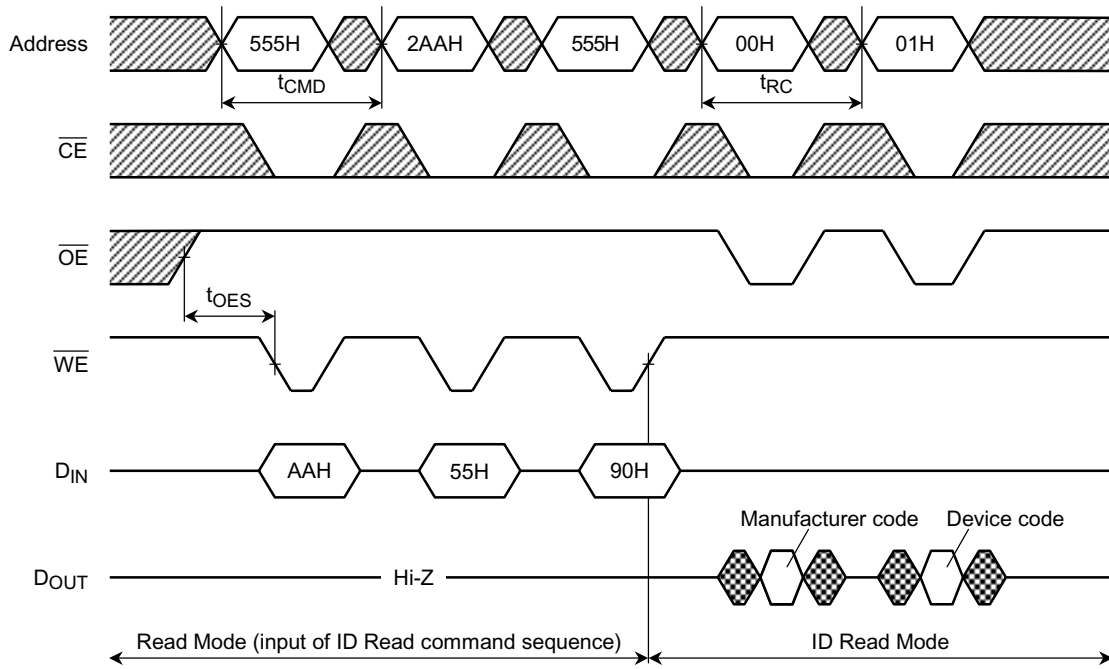 Address 555H 2AAH 555H 00H 01H
tCMD tRC
CE
OE
tOES
WE
DIN AAH 55H 90H
Manufacturer code Device code
DOUT Hi-Z
Read Mode (input of ID Read command sequence) ID Read Mode